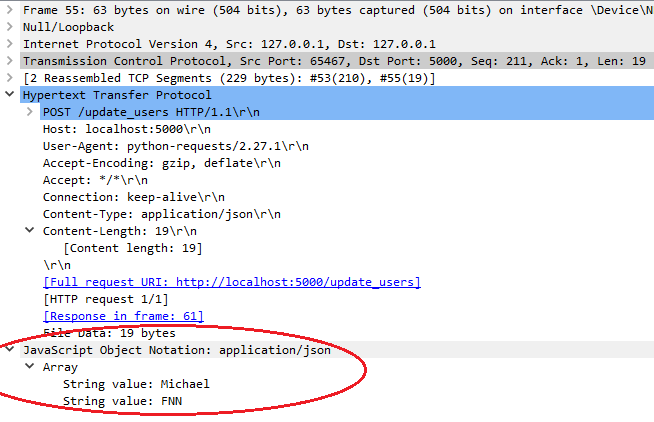 Frame 55: 63 bytes on wire (504 bits), 63 bytes captured (504 bits) on interface \Device\N
Null/Loopback
Internet Protocol Version 4, Src: 127.0.0.1, Dst: 127.0.0.1
Transmission Control Protocol, Src Port: 65467, Dst Port: 5000, Seq: 211, Ack: 1, Len: 19
[2 Reassembled TCP Segments (229 bytes): #53(210), #55(19)]
Hypertext Transfer Protocol
POST /update_users HTTP/1.1\r\n
Host: localhost:5000\r\n
User-Agent: python-requests/2.27.1\r\n
Accept-Encoding: gzip, deflate\r\n
Accept: */*\r\n
Connection: keep-alive\r\n
Content-Type: application/json\r\n
Content-Length: 19\r\n
[Content length: 19]
\r\n
[Full request URI: http://localhost:5000/update_users]
[HTTP request 1/1]
[Response in frame: 61]
File Data: 19 bytes
JavaScript Object Notation: application/json
Array
String value: Michael
String value: FNN